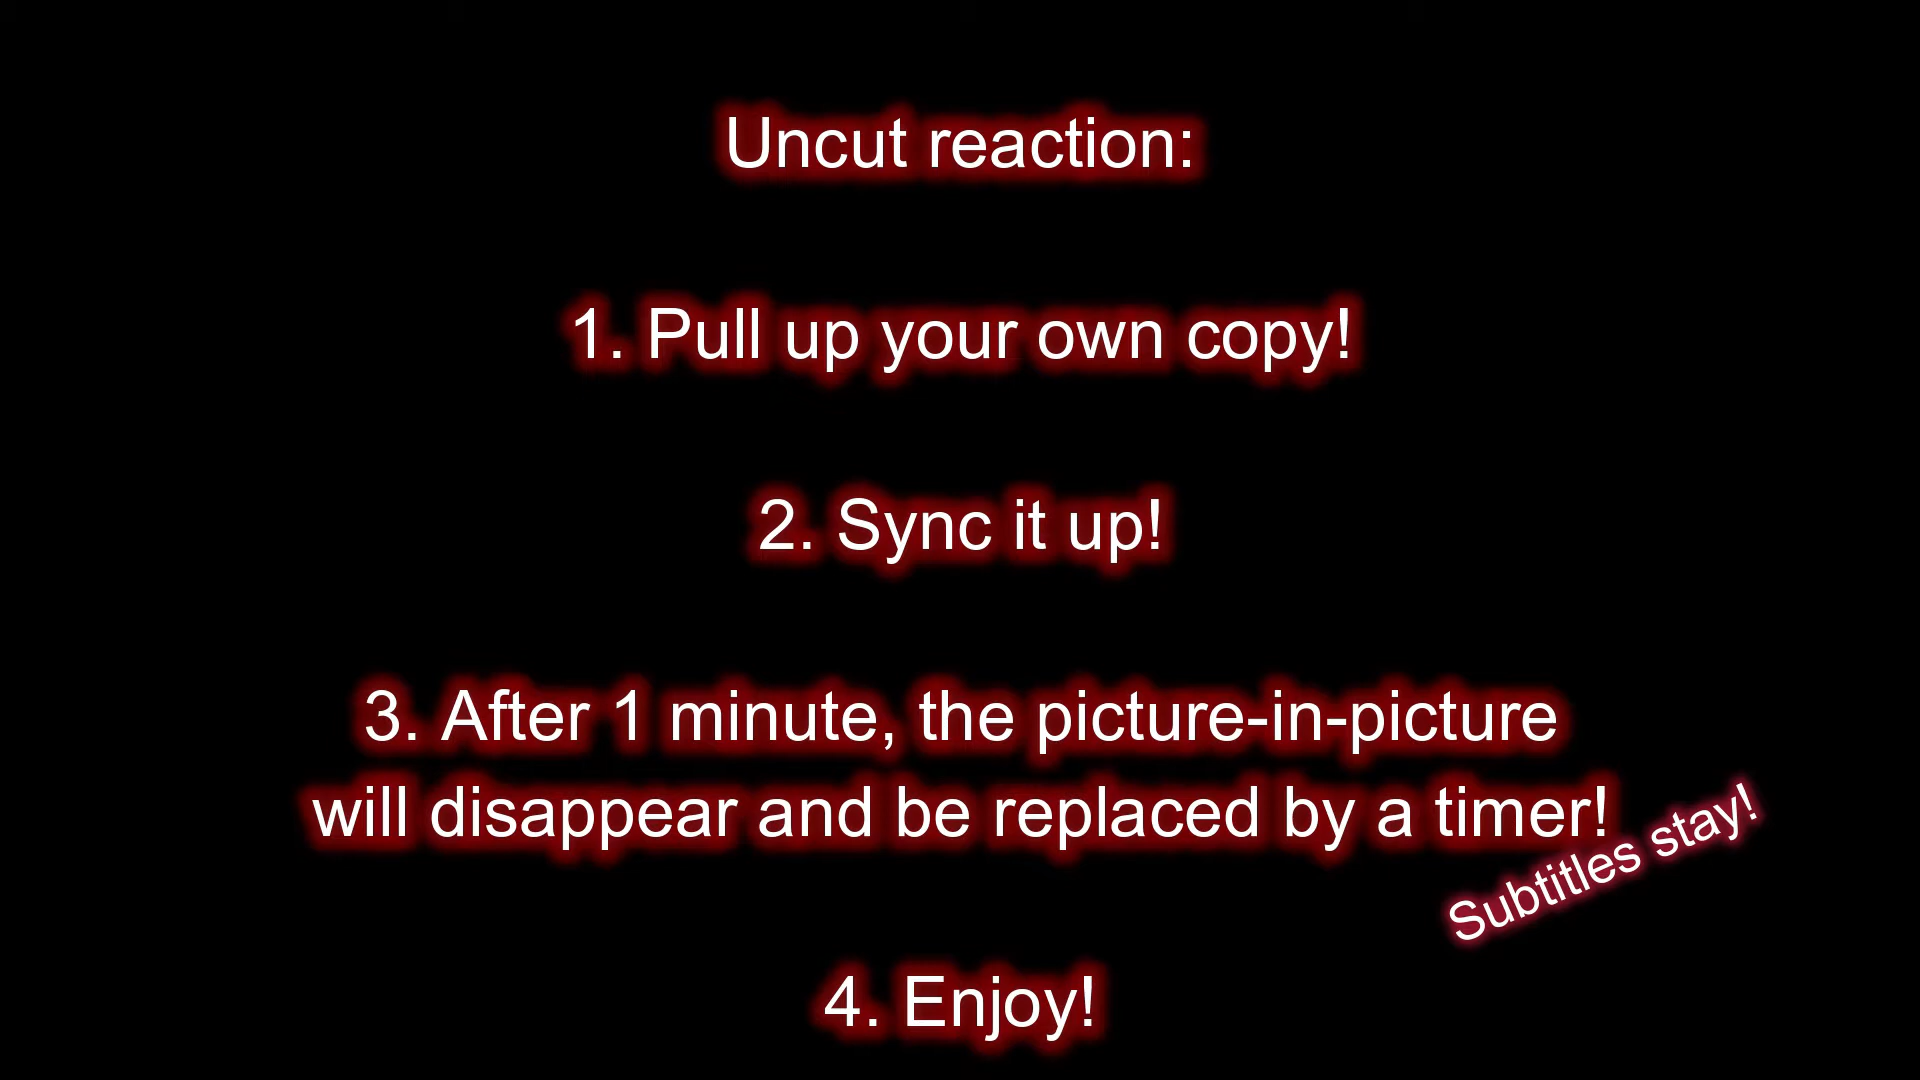 Uncut reaction:
1. Pull up your own copy!
2. Sync it up!
3. After 1 minute, the picture-in-picture
will disappear and be replaced by a timer!
Subtitles stay!
4. Enjoy!